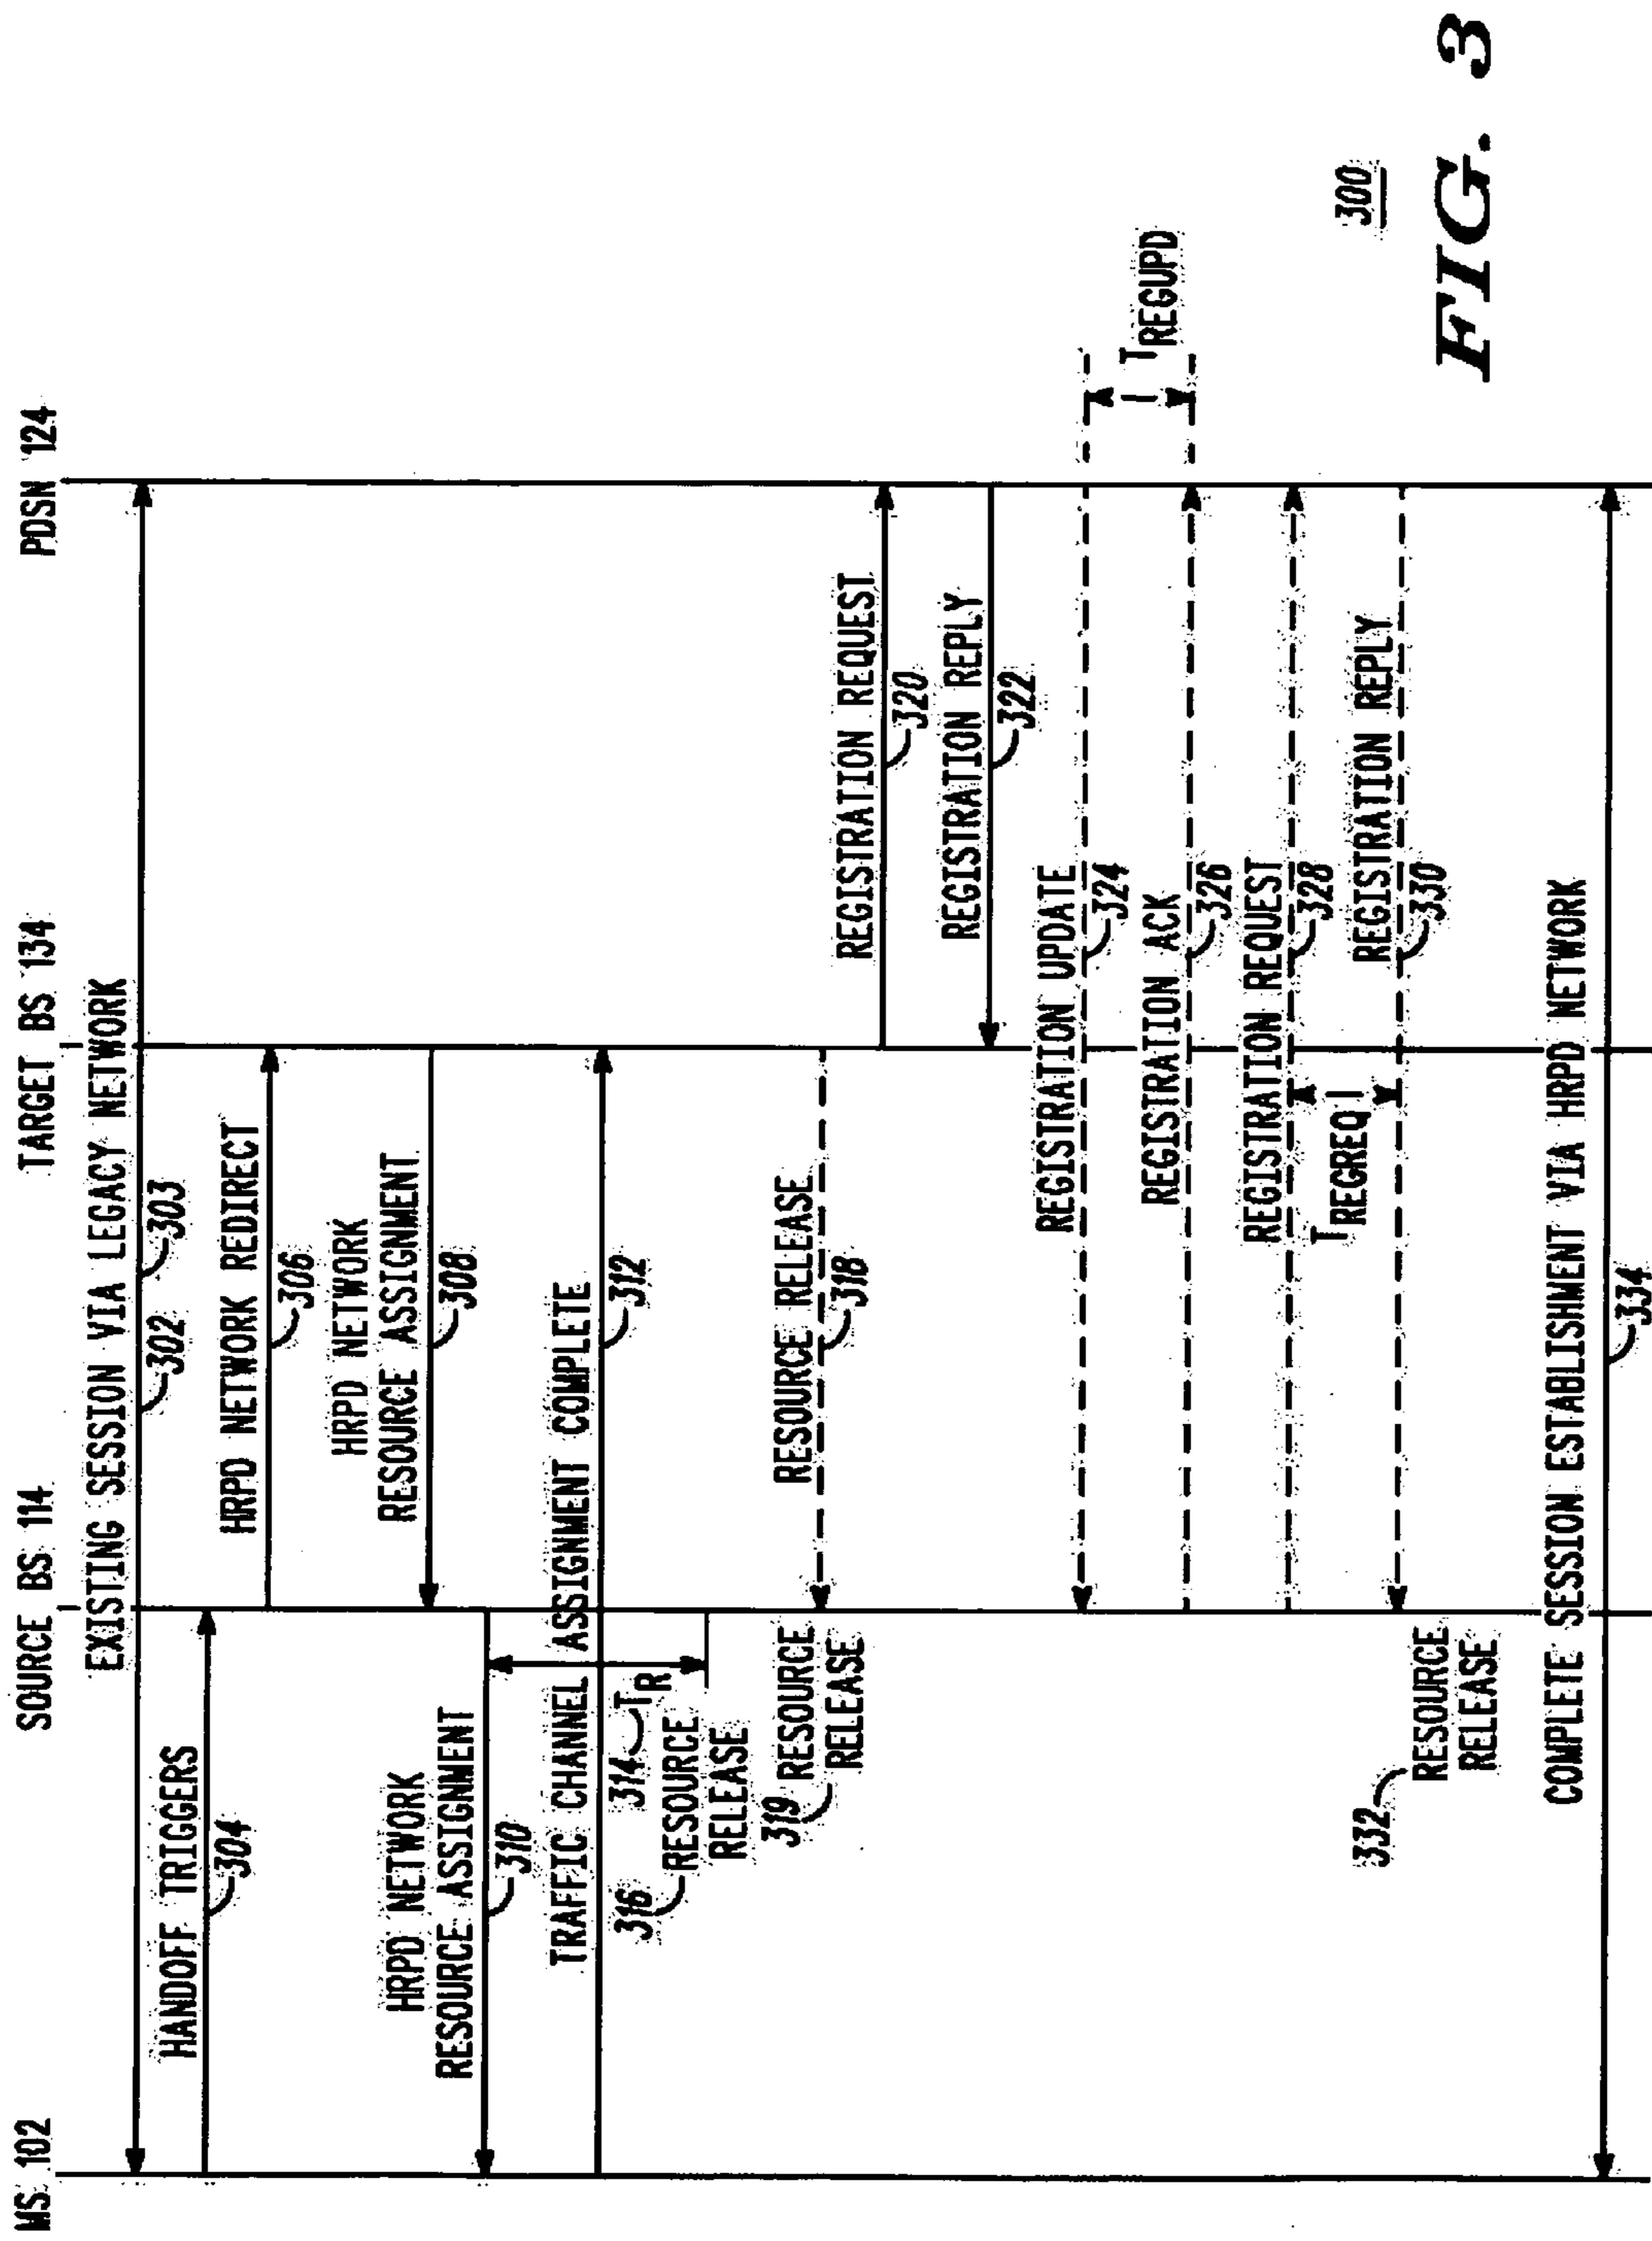 MS 102
SOURCE BS 114
TARGET BS 134
PDSN 124
EXISTING SESSION VIA LEGACY NETWORK
302
303
HANDOFF TRIGGERS
304
HRPD NETWORK REDIRECT
306
HRPD NETWORK
RESOURCE ASSIGNMENT
308
HRPD NETWORK
RESOURCE ASSIGNMENT
310
TRAFFIC CHANNEL ASSIGNMENT COMPLETE
312
314
TR
316
RESOURCE
RELEASE
RESOURCE RELEASE
318
319
RESOURCE
RELEASE
REGISTRATION REQUEST
320
REGISTRATION REPLY
322
REGISTRATION UPDATE
324
TREGUPD
REGISTRATION ACK
326
REGISTRATION REQUEST
328
TREGREQ
REGISTRATION REPLY
330
332
RESOURCE
RELEASE
COMPLETE SESSION ESTABLISHMENT VIA HRPD NETWORK
334
300
FIG. 3